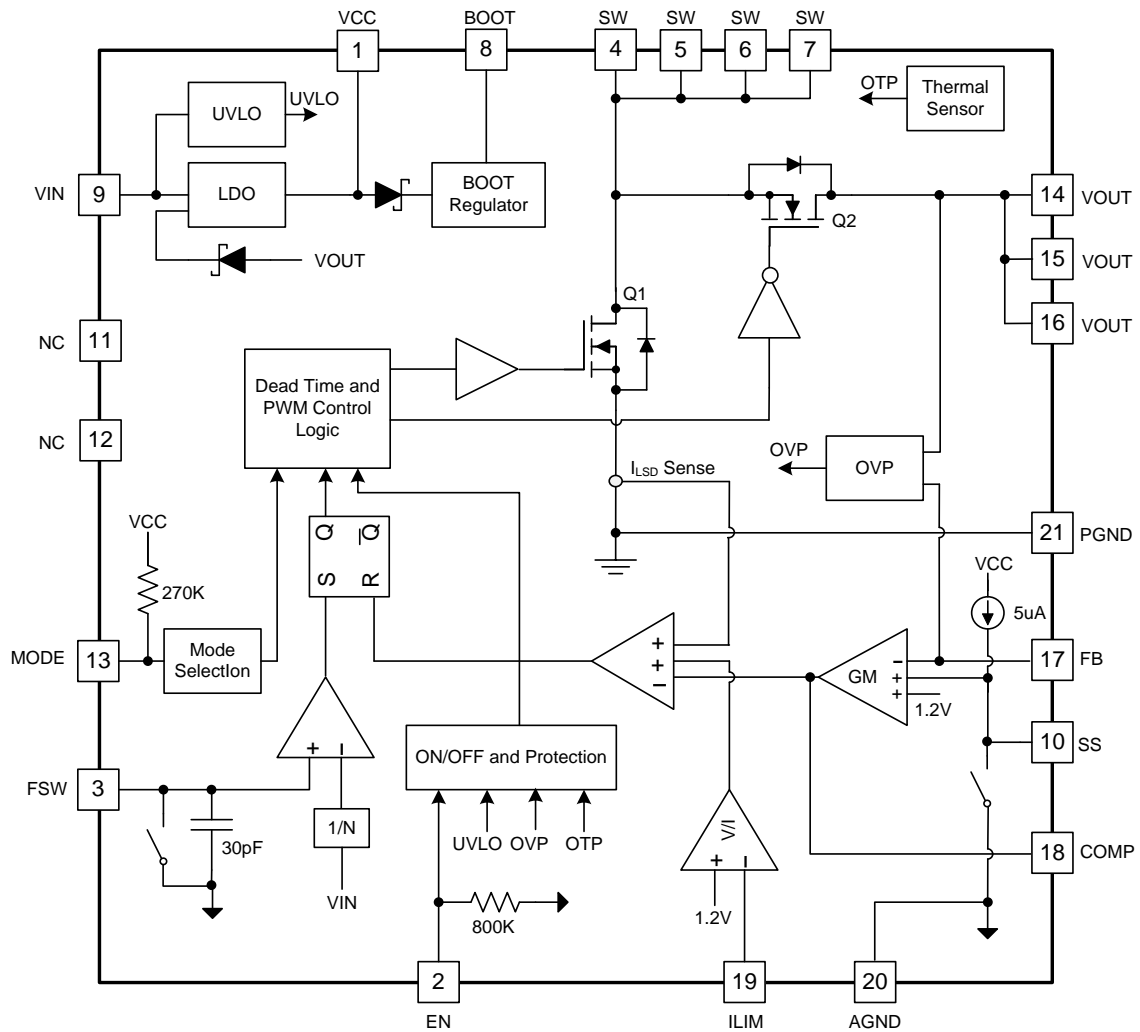 VCC
BOOT
SW
SW
SW
SW
1
8
4
5
6
7
UVLO
UVLO
OTP
Thermal
Sensor
VIN
9
LDO
BOOT
Regulator
VOUT
Q2
14
VOUT
15
VOUT
16
VOUT
NC
11
Q1
Dead Time and
PWM Control
Logic
NC
12
OVP
OVP
ILSD Sense
21
PGND
VCC
270K
Q
Q
S
R
VCC
5uA
MODE
13
Mode
SelectIon
+
+
−
GM
−
+
+
1.2V
17
FB
10
SS
FSW
3
+
−
30pF
1/N
VIN
ON/OFF and Protection
UVLO
OVP
OTP
V/I
+
−
1.2V
18
COMP
800K
2
EN
19
ILIM
20
AGND